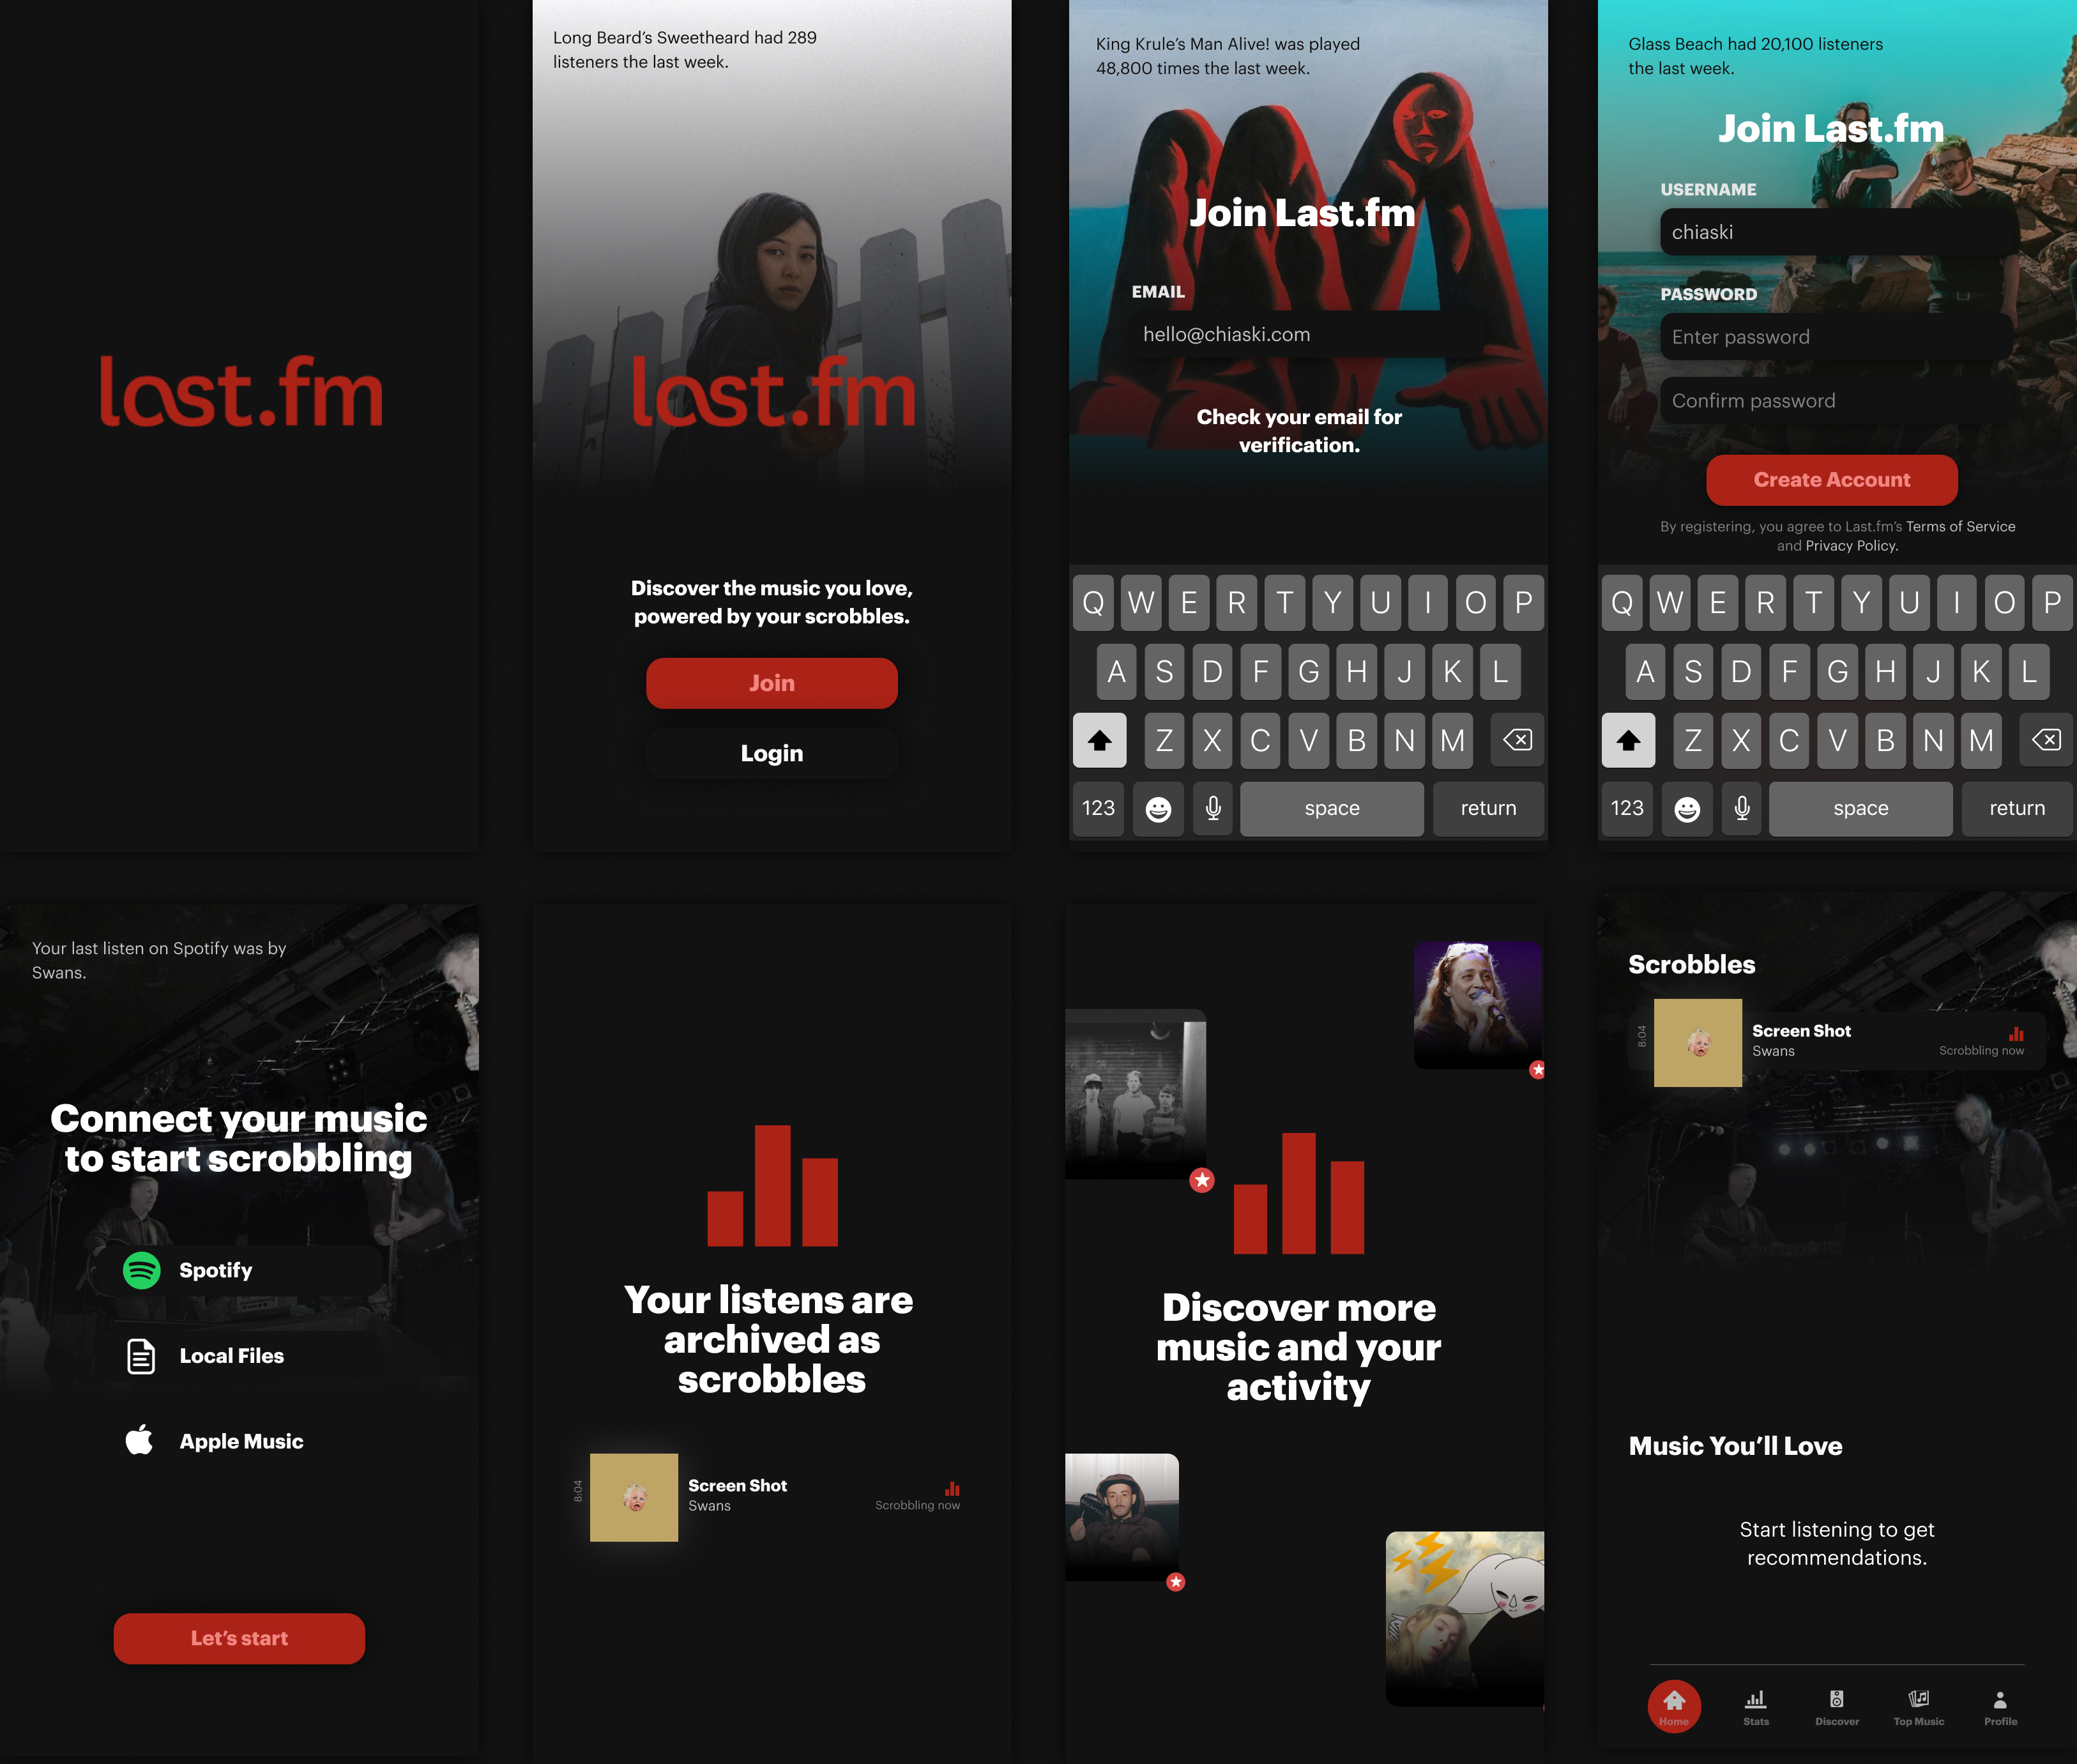 last.fm
Long Beard's Sweetheard had 289
listeners the last week.
last.fm
Discover the music you love,
powered by your scrobbles.
Join
Login
King Krule's Man Alive! was played
48,800 times the last week.
Join Last.fm
EMAIL
hello@chiaski.com
Check your email for
verification.
Q W E R T Y U I O P
A S D F G H J K L
Z X C V B N M
123 space return
Glass Beach had 20,100 listeners
the last week.
Join Last.fm
USERNAME
chiaski
PASSWORD
Enter password
Confirm password
Create Account
By registering, you agree to Last.fm's Terms of Service
and Privacy Policy.
Q W E R T Y U I O P
A S D F G H J K L
Z X C V B N M
123 space return
Your last listen on Spotify was by
Swans.
Connect your music
to start scrobbling
Spotify
Local Files
Apple Music
Let's start
Your listens are
archived as
scrobbles
8:04
Screen Shot
Swans
Scrobbling now
Discover more
music and your
activity
Scrobbles
8:04
Screen Shot
Swans
Scrobbling now
Music You'll Love
Start listening to get
recommendations.
Home Stats Discover Top Music Profile